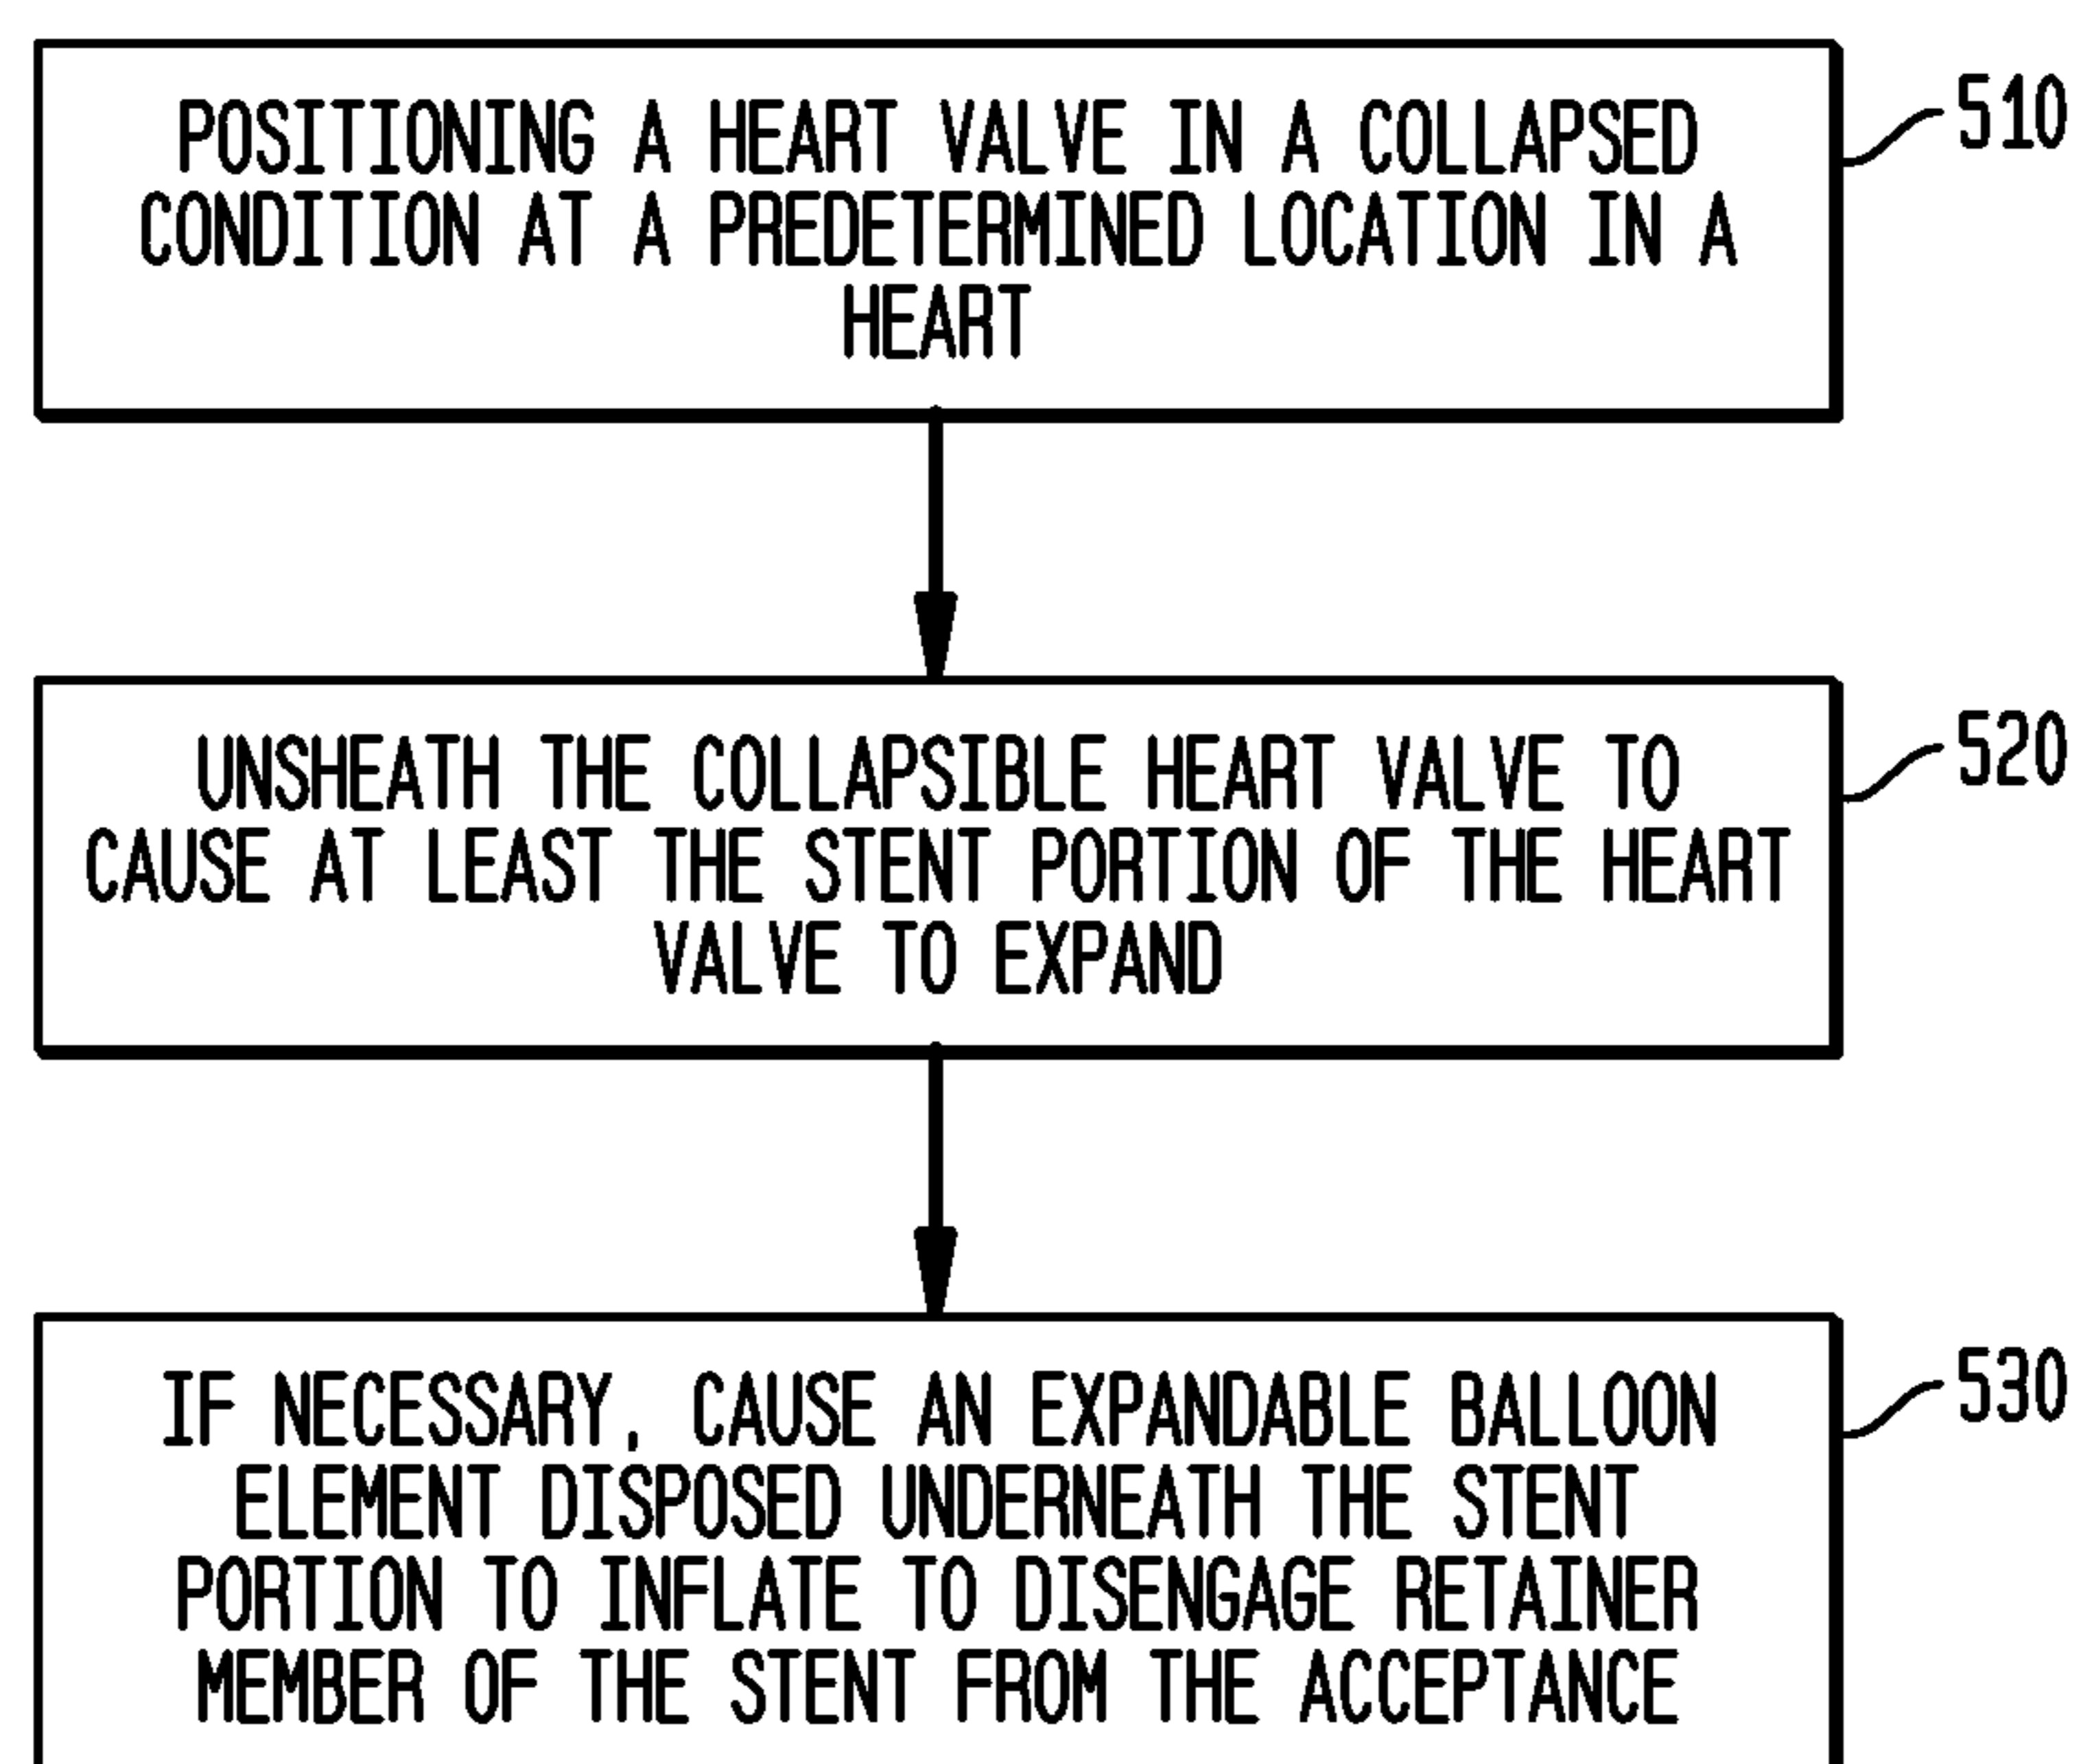 POSITIONING A HEART VALVE IN A COLLAPSED
CONDITION AT A PREDETERMINED LOCATION IN A
HEART
510
UNSHEATH THE COLLAPSIBLE HEART VALVE TO
CAUSE AT LEAST THE STENT PORTION OF THE HEART
VALVE TO EXPAND
520
IF NECESSARY, CAUSE AN EXPANDABLE BALLOON
ELEMENT DISPOSED UNDERNEATH THE STENT
PORTION TO INFLATE TO DISENGAGE RETAINER
MEMBER OF THE STENT FROM THE ACCEPTANCE
530